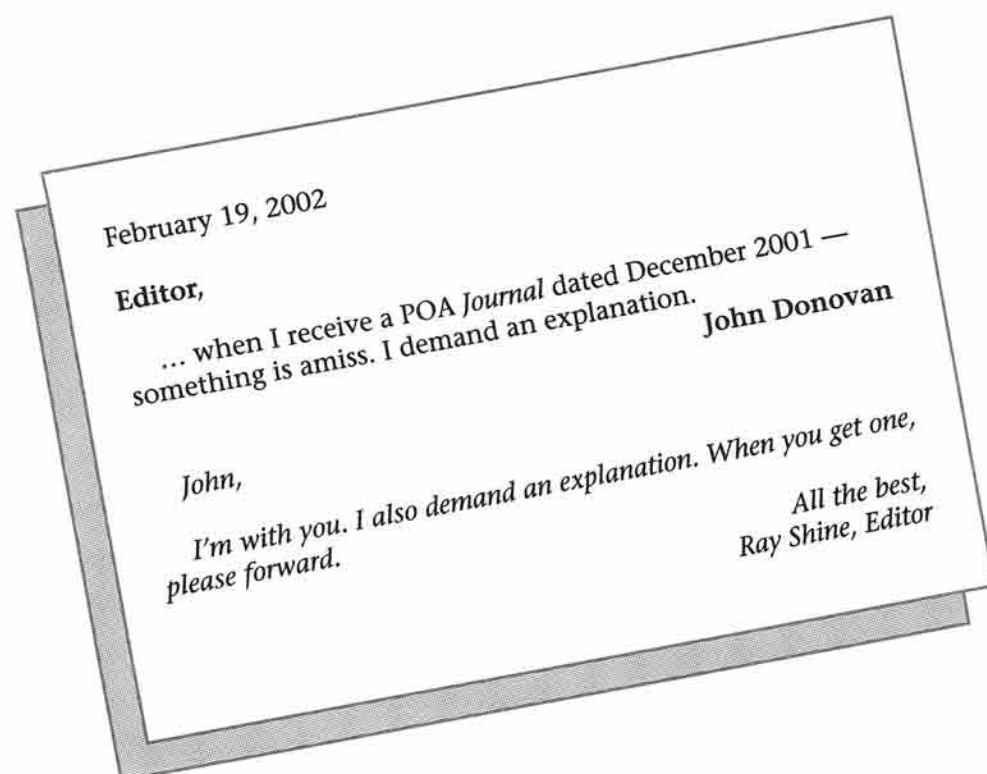 February 19, 2002
Editor,
... when I receive a POA Journal dated December 2001 —
something is amiss. I demand an explanation.
John Donovan
John,
I'm with you. I also demand an explanation. When you get one,
please forward.
All the best,
Ray Shine, Editor